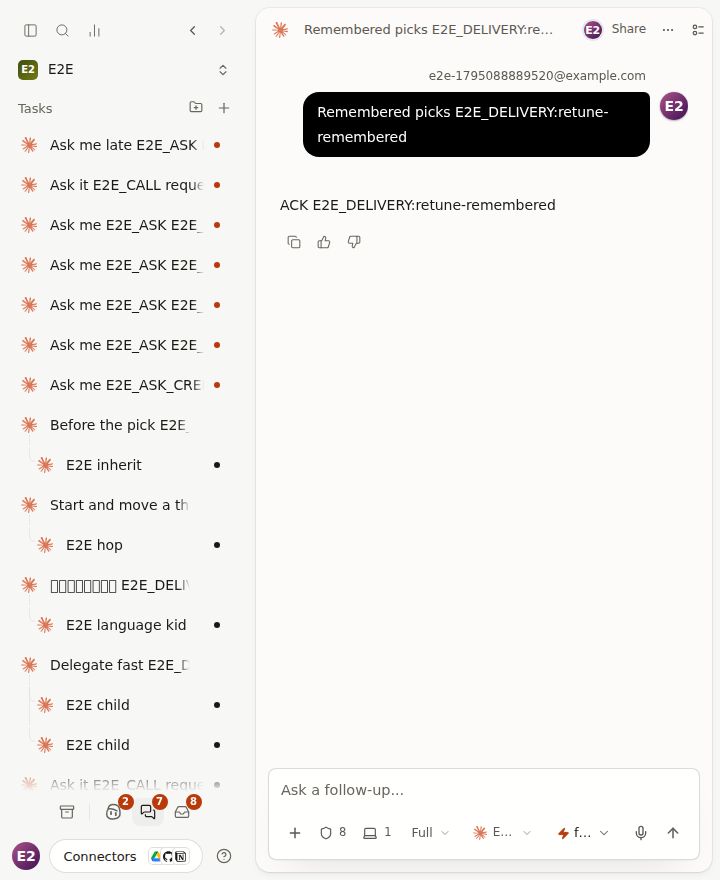 Remembered picks E2E_DELIVERY:re...
E2
Share
E2
E2E
Tasks
Ask me late E2E_ASK
Ask it E2E_CALL reque
Ask me E2E_ASK E2E_
Ask me E2E_ASK E2E_
Ask me E2E_ASK E2E_
Ask me E2E_ASK E2E_
Ask me E2E_ASK_CRE
Before the pick E2E_
E2E inherit
Start and move a th
E2E hop
E2E_DELIV
E2E language kid
Delegate fast E2E_D
E2E child
E2E child
Ask it E2E_CALL reque
2
7
8
E2
Connectors
e2e-1795088889520@example.com
Remembered picks E2E_DELIVERY:retune-
remembered
E2
ACK E2E_DELIVERY:retune-remembered
Ask a follow-up...
8
1
Full
E...
f...